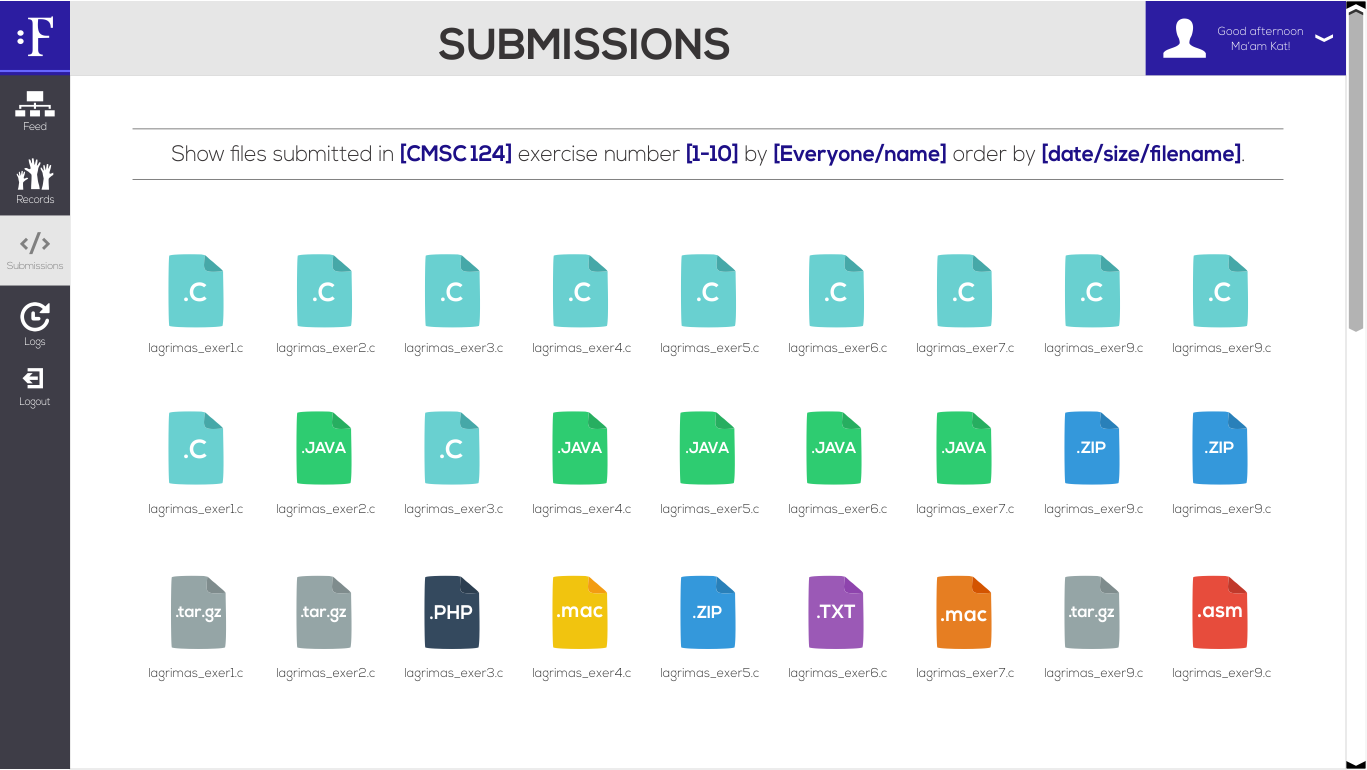 :F
SUBMISSIONS
Good afternoon
Ma'am Kat!
Feed
Records
</>
Submissions
Logs
Logout
Show files submitted in [CMSC 124] exercise number [1-10] by [Everyone/name] order by [date/size/filename].
.C .C .C .C .C .C .C .C .C
lagrimas_exer1.c lagrimas_exer2.c lagrimas_exer3.c lagrimas_exer4.c lagrimas_exer5.c lagrimas_exer6.c lagrimas_exer7.c lagrimas_exer9.c lagrimas_exer9.c
.C .JAVA .C .JAVA .JAVA .JAVA .JAVA .ZIP .ZIP
lagrimas_exer1.c lagrimas_exer2.c lagrimas_exer3.c lagrimas_exer4.c lagrimas_exer5.c lagrimas_exer6.c lagrimas_exer7.c lagrimas_exer9.c lagrimas_exer9.c
.tar.gz .tar.gz .PHP .mac .ZIP .TXT .mac .tar.gz .asm
lagrimas_exer1.c lagrimas_exer2.c lagrimas_exer3.c lagrimas_exer4.c lagrimas_exer5.c lagrimas_exer6.c lagrimas_exer7.c lagrimas_exer9.c lagrimas_exer9.c